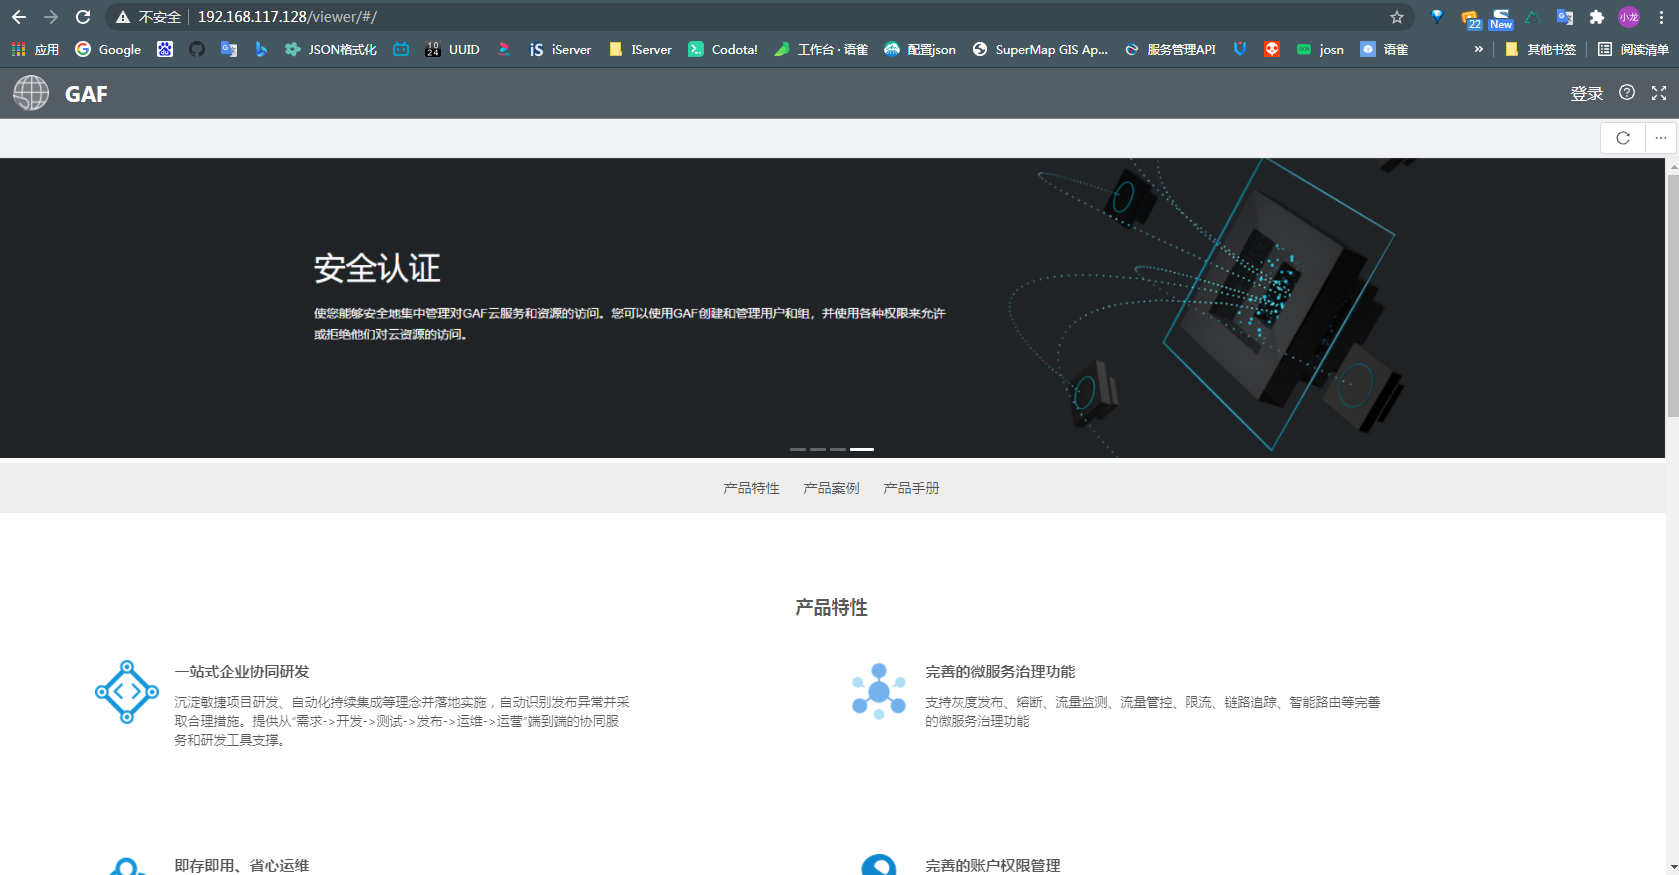 不安全 192.168.117.128/viewer/#/
22 New 小龙
应用 Google JSON格式化 1024 UUID iS iServer IServer Codota! 工作台 · 语雀 配置json SuperMap GIS Ap... 服务管理API josn 语雀 » 其他书签 阅读清单
GAF 登录
安全认证
使您能够安全地集中管理对GAF云服务和资源的访问。您可以使用GAF创建和管理用户和组，并使用各种权限来允许
或拒绝他们对云资源的访问。
产品特性 产品案例 产品手册
产品特性
一站式企业协同研发
沉淀敏捷项目研发、自动化持续集成等理念并落地实施，自动识别发布异常并采
取合理措施。提供从“需求->开发->测试->发布->运维->运营”端到端的协同服
务和研发工具支撑。
完善的微服务治理功能
支持灰度发布、熔断、流量监测、流量管控、限流、链路追踪、智能路由等完善
的微服务治理功能
即存即用、省心运维
完善的账户权限管理